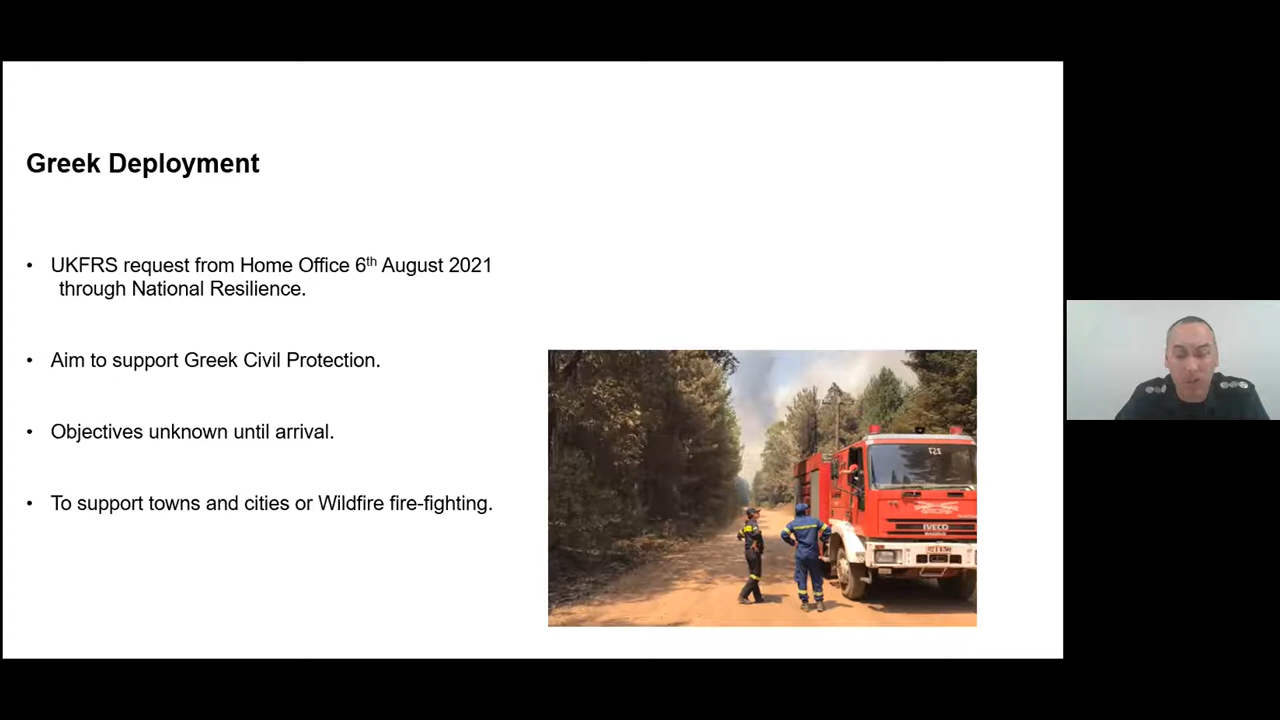 Greek Deployment
• UKFRS request from Home Office 6th August 2021
through National Resilience.
• Aim to support Greek Civil Protection.
• Objectives unknown until arrival.
• To support towns and cities or Wildfire fire-fighting.
IVECO